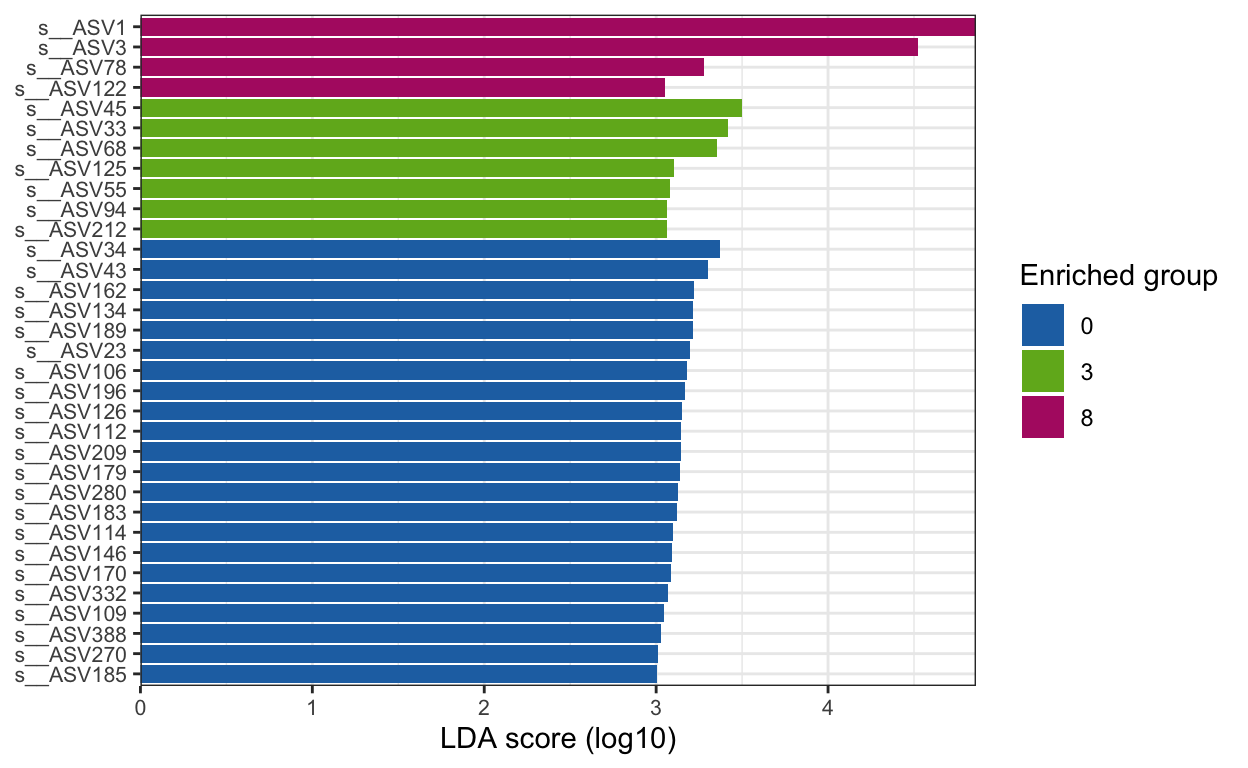 s__ASV1
s__ASV3
s__ASV78
s__ASV122
s__ASV45
s__ASV33
s__ASV68
s__ASV125
s__ASV55
s__ASV94
s__ASV212
s__ASV34
s__ASV43
s__ASV162
s__ASV134
s__ASV189
s__ASV23
s__ASV106
s__ASV196
s__ASV126
s__ASV112
s__ASV209
s__ASV179
s__ASV280
s__ASV183
s__ASV114
s__ASV146
s__ASV170
s__ASV332
s__ASV109
s__ASV388
s__ASV270
s__ASV185
0 1 2 3 4
LDA score (log10)
Enriched group
0
3
8